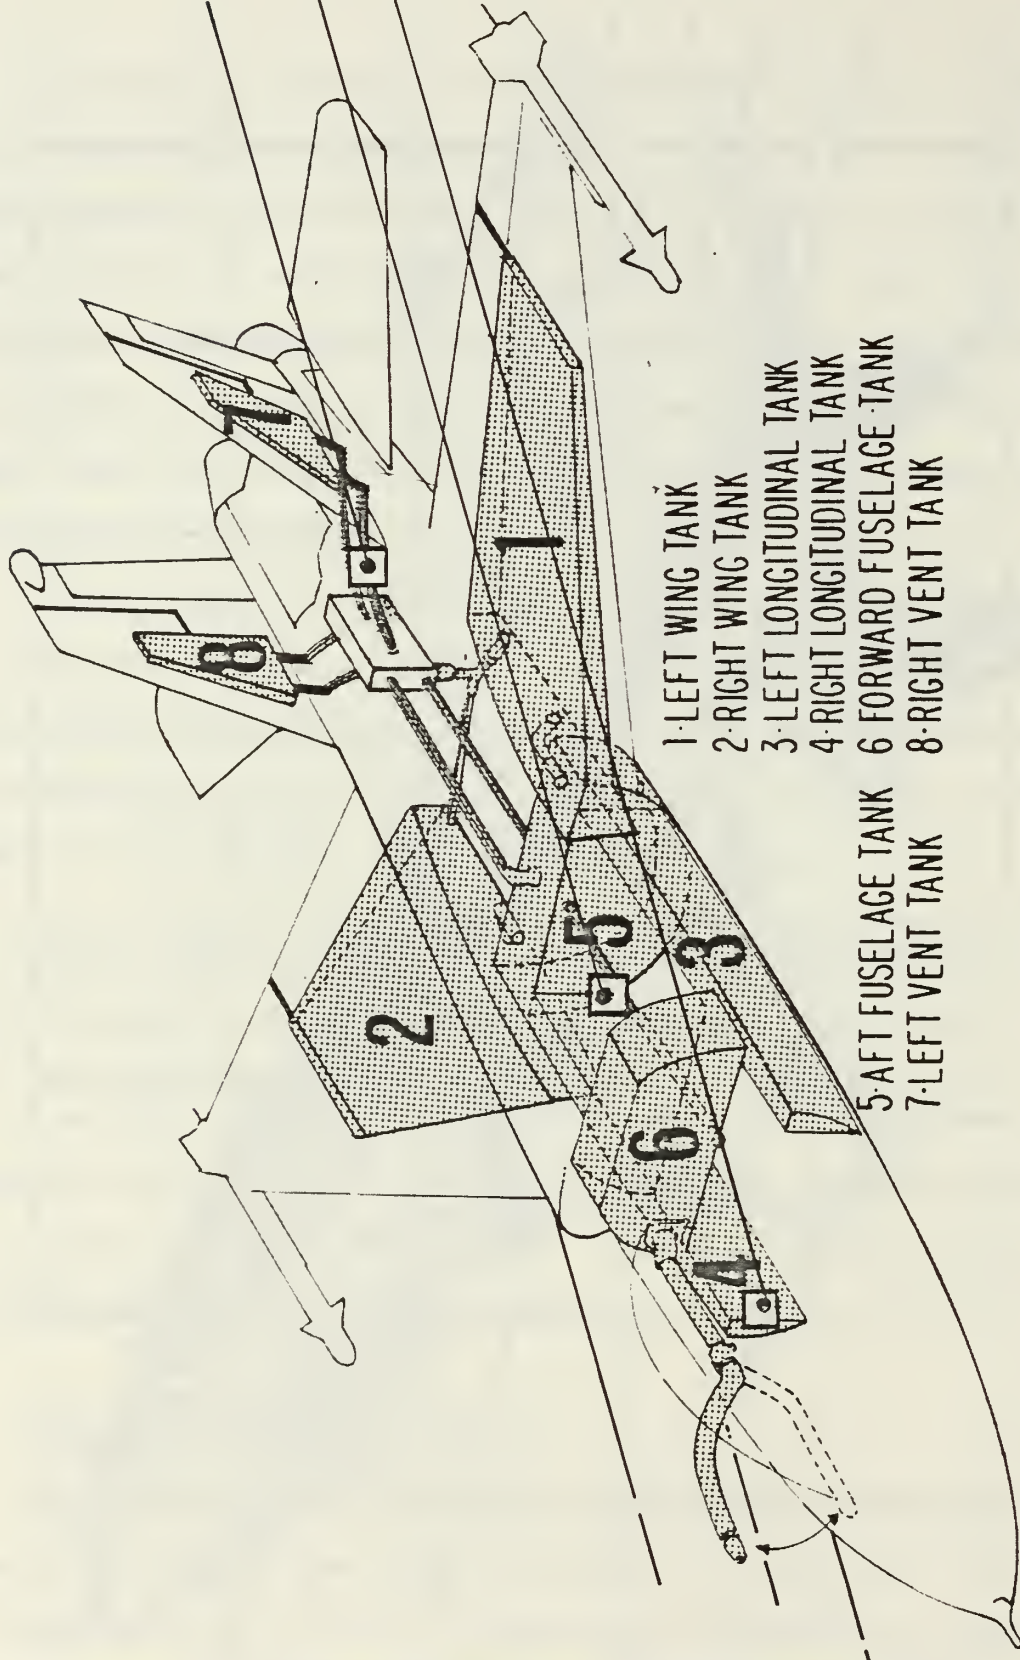 8
7
2
1
5
6
3
4
1·LEFT WING TANK
2·RIGHT WING TANK
3·LEFT LONGITUDINAL TANK
4·RIGHT LONGITUDINAL TANK
5·AFT FUSELAGE TANK 6 FORWARD FUSELAGE TANK
7·LEFT VENT TANK 8·RIGHT VENT TANK